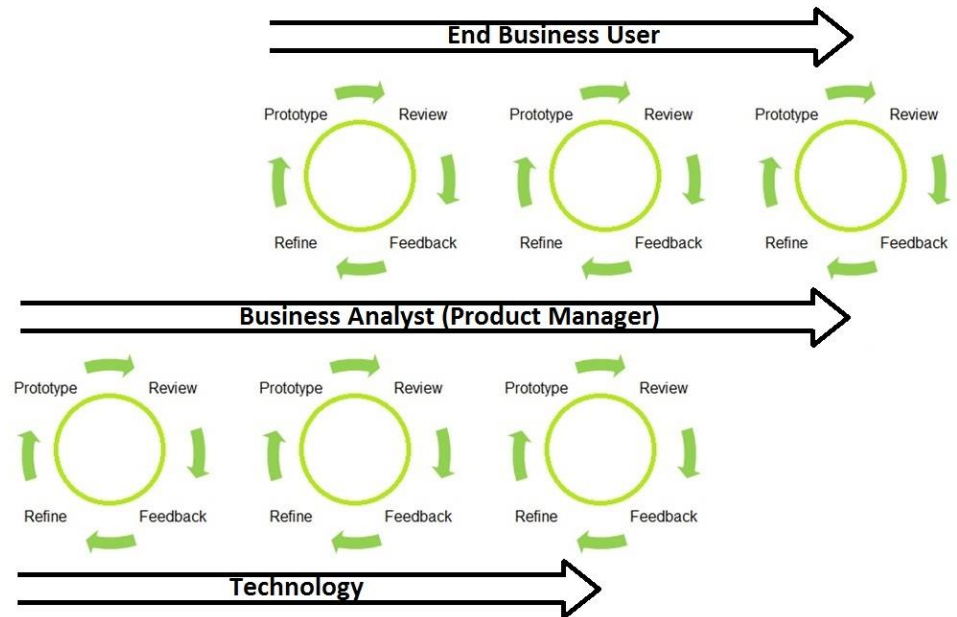 End Business User
Prototype Review Prototype Review Prototype Review
Refine Feedback Refine Feedback Refine Feedback
Business Analyst (Product Manager)
Prototype Review Prototype Review Prototype Review
Refine Feedback Refine Feedback Refine Feedback
Technology